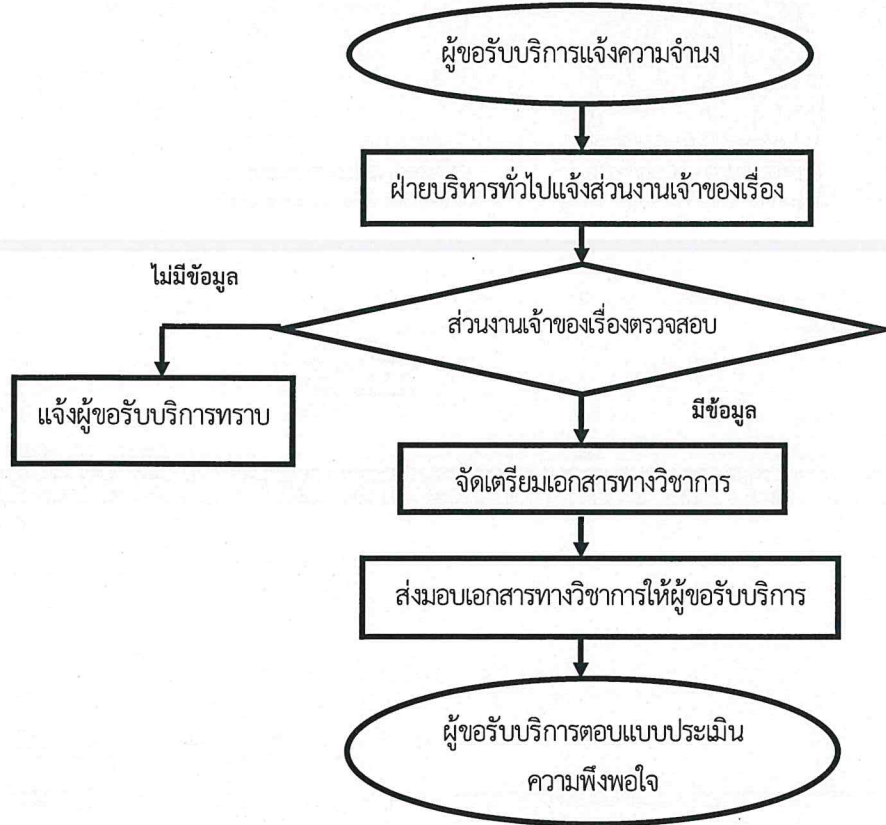 ผู้ขอรับบริการแจ้งความจำนง
ฝ่ายบริหารทั่วไปแจ้งส่วนงานเจ้าของเรื่อง
ส่วนงานเจ้าของเรื่องตรวจสอบ
ไม่มีข้อมูล
แจ้งผู้ขอรับบริการทราบ
มีข้อมูล
จัดเตรียมเอกสารทางวิชาการ
ส่งมอบเอกสารทางวิชาการให้ผู้ขอรับบริการ
ผู้ขอรับบริการตอบแบบประเมิน
ความพึงพอใจ